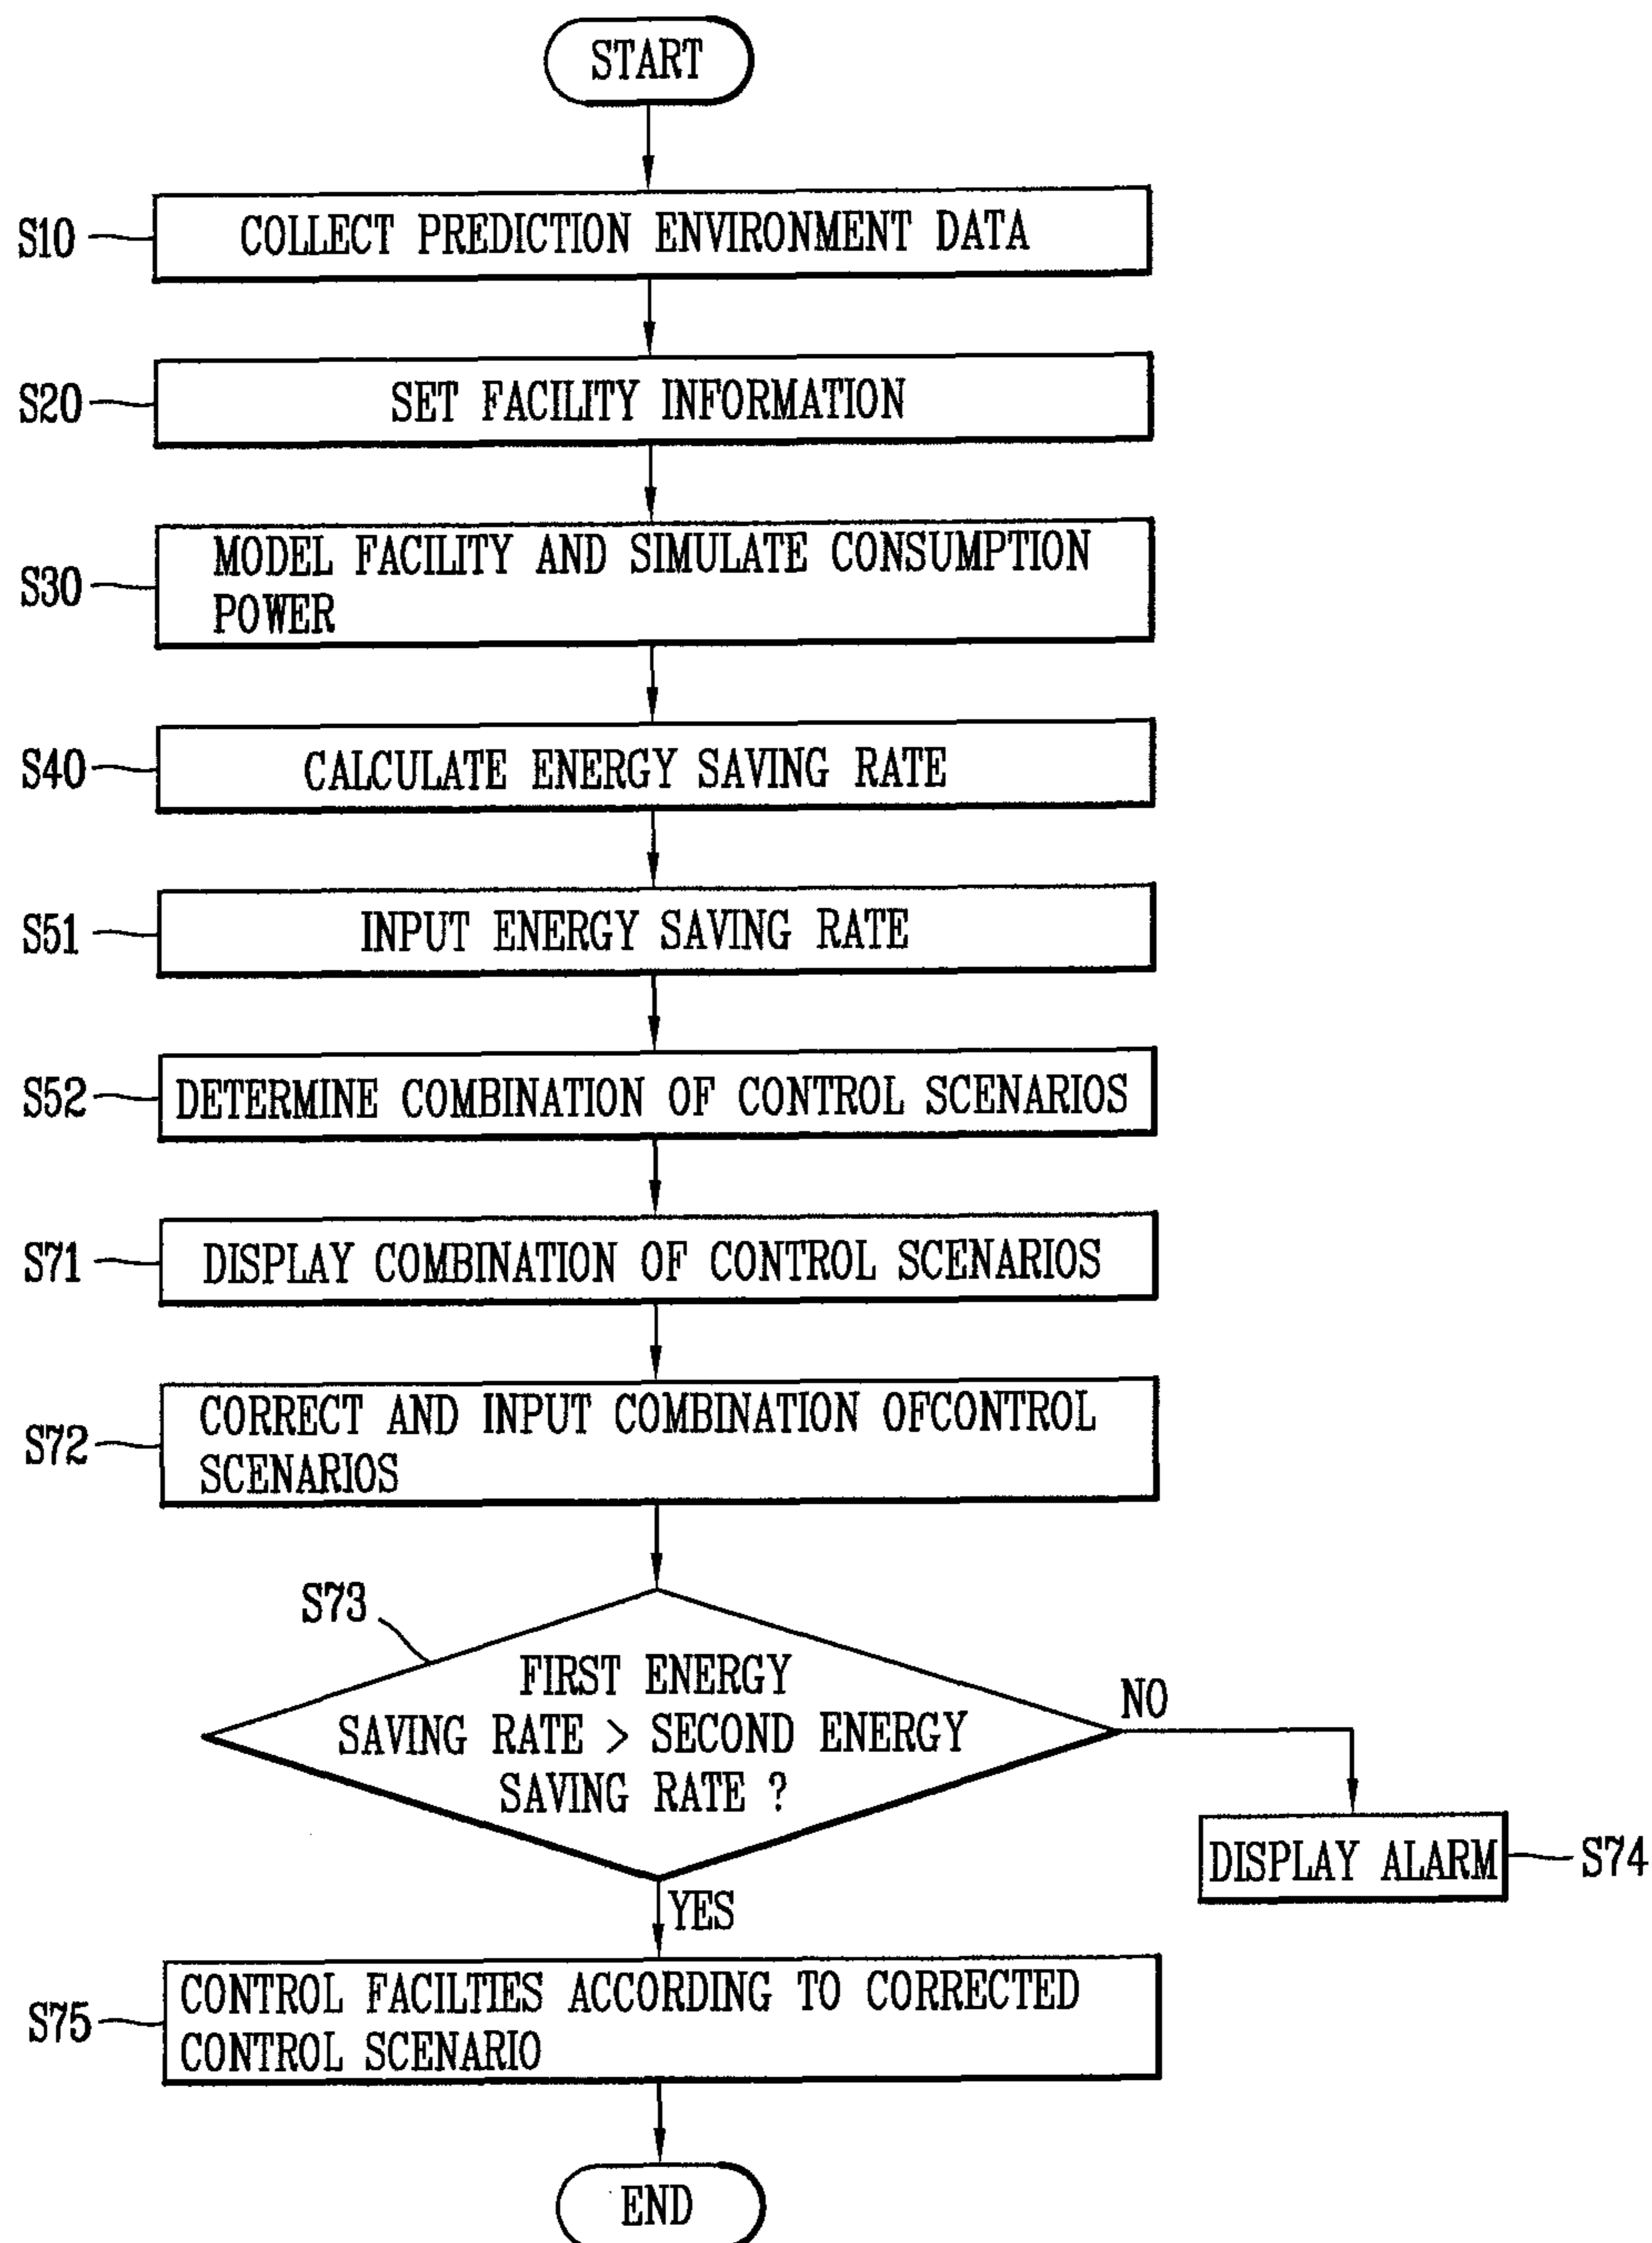 START
S10
COLLECT PREDICTION ENVIRONMENT DATA
S20
SET FACILITY INFORMATION
S30
MODEL FACILITY AND SIMULATE CONSUMPTION
POWER
S40
CALCULATE ENERGY SAVING RATE
S51
INPUT ENERGY SAVING RATE
S52
DETERMINE COMBINATION OF CONTROL SCENARIOS
S71
DISPLAY COMBINATION OF CONTROL SCENARIOS
S72
CORRECT AND INPUT COMBINATION OFCONTROL
SCENARIOS
S73
FIRST ENERGY
SAVING RATE > SECOND ENERGY
SAVING RATE ?
NO
DISPLAY ALARM
S74
YES
S75
CONTROL FACILTIES ACCORDING TO CORRECTED
CONTROL SCENARIO
END